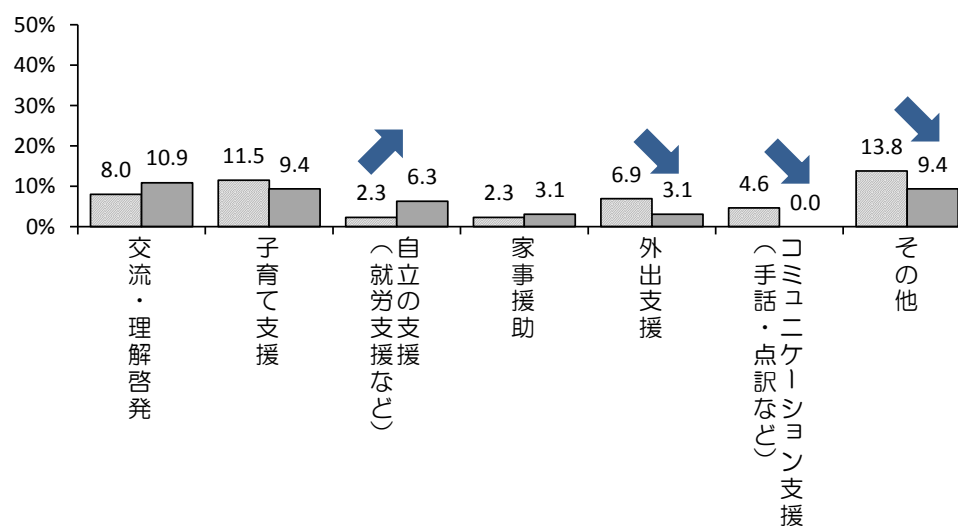 50%
40%
30%
20%
10%
0%
8.0
10.9
11.5
9.4
2.3
6.3
2.3
3.1
6.9
3.1
4.6
0.0
13.8
9.4
交流・理解啓発
子育て支援
自立の支援
（就労支援など）
家事援助
外出支援
コミュニケーション支援
（手話・点訳など）
その他